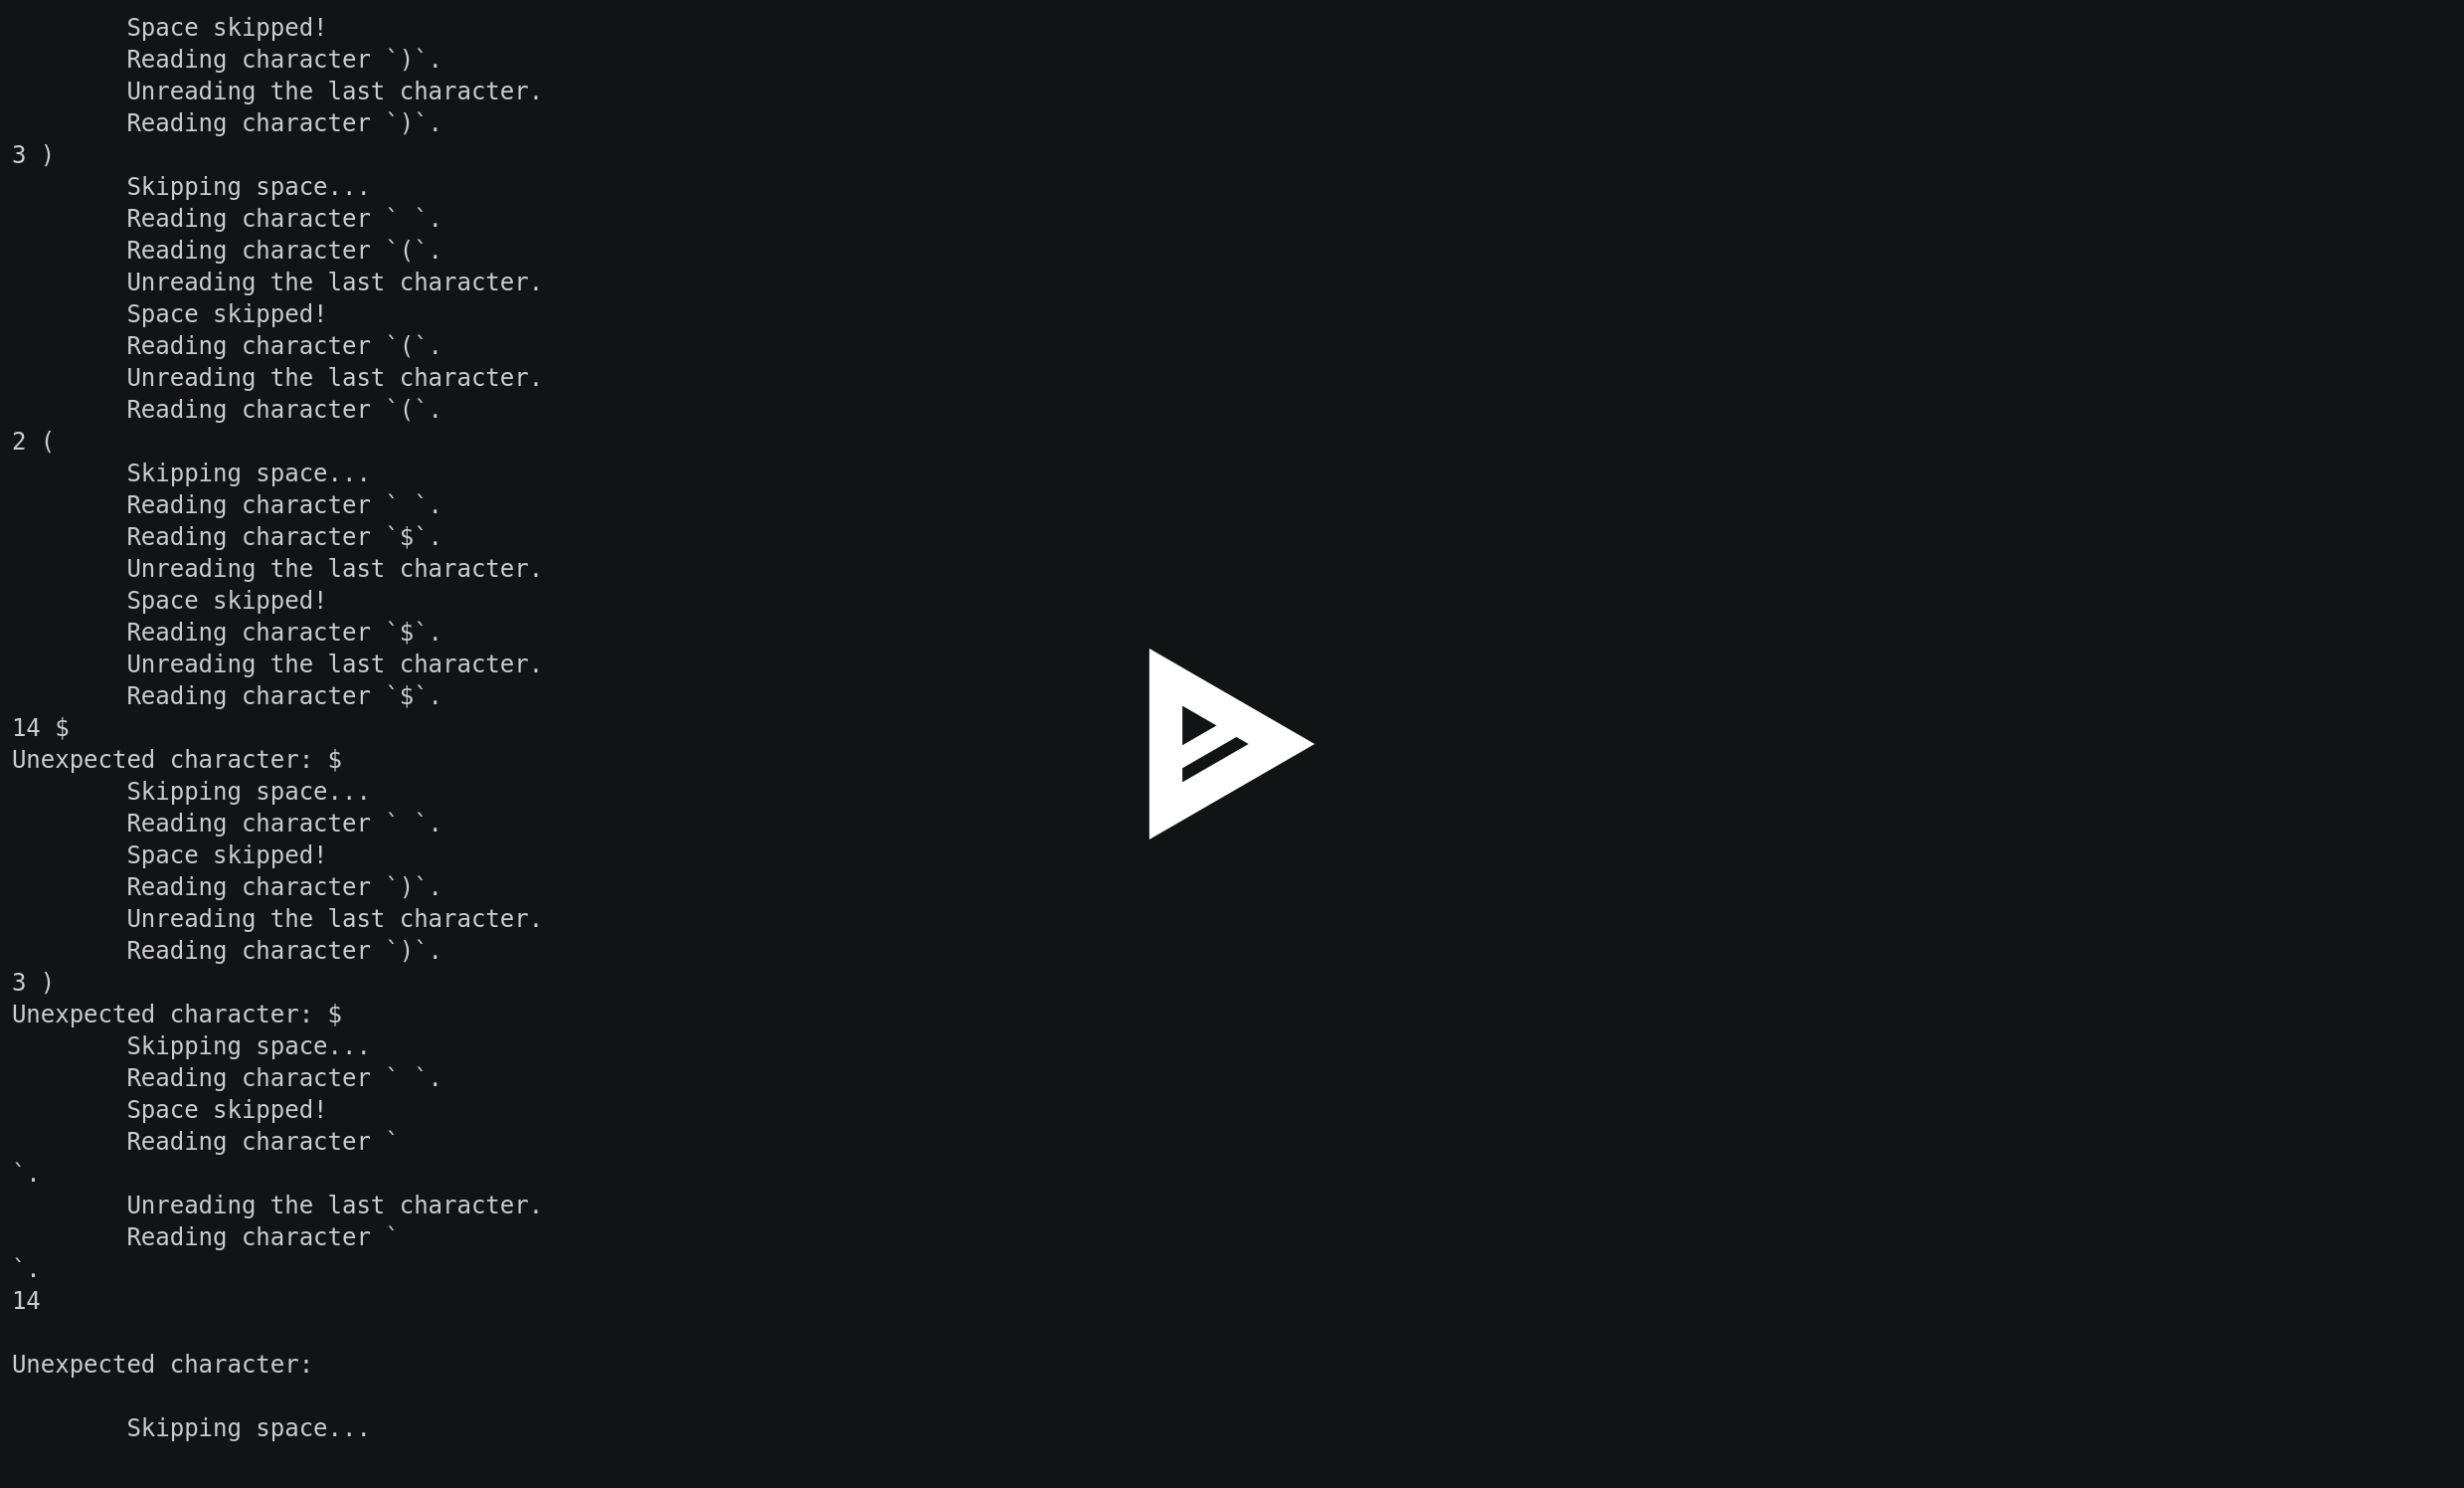 Space skipped!
        Reading character `)`.
        Unreading the last character.
        Reading character `)`.
3 )
        Skipping space...
        Reading character ` `.
        Reading character `(`.
        Unreading the last character.
        Space skipped!
        Reading character `(`.
        Unreading the last character.
        Reading character `(`.
2 (
        Skipping space...
        Reading character ` `.
        Reading character `$`.
        Unreading the last character.
        Space skipped!
        Reading character `$`.
        Unreading the last character.
        Reading character `$`.
14 $
Unexpected character: $
        Skipping space...
        Reading character ` `.
        Space skipped!
        Reading character `)`.
        Unreading the last character.
        Reading character `)`.
3 )
Unexpected character: $
        Skipping space...
        Reading character ` `.
        Space skipped!
        Reading character `
`.
        Unreading the last character.
        Reading character `
`.
14

Unexpected character:

        Skipping space...